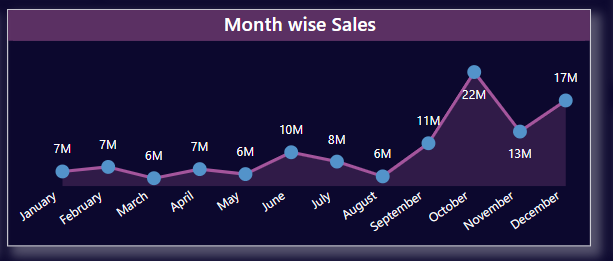 Month wise Sales
7M
7M
6M
7M
6M
10M
8M
6M
11M
22M
13M
17M
January
February
March
April
May
June
July
August
September
October
November
December